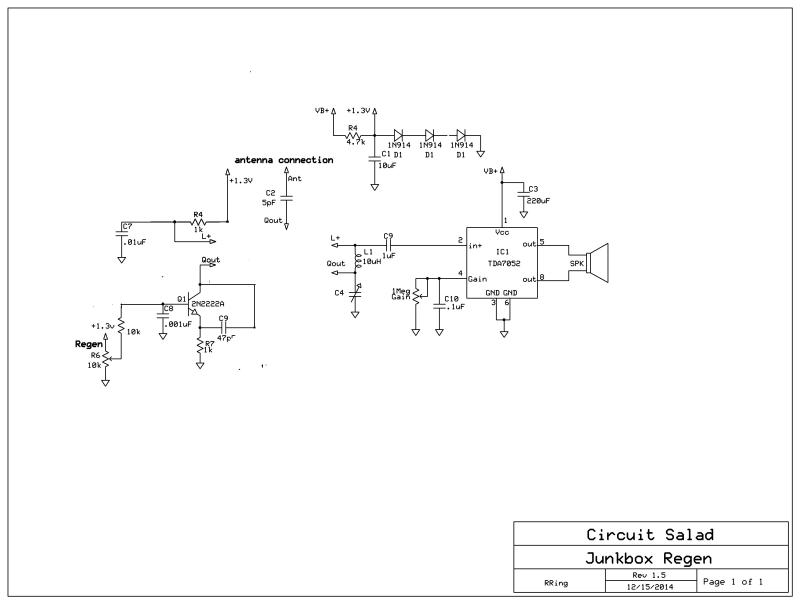 VB+ +1.3V
R4
4.7k
1N914 1N914 1N914
D1 D1 D1
C1
10uF
antenna connection
+1.3V
Ant
C2
5pF
Qout
VB+
C3
220uF
R4
1k
L+
C7
.01uF
1
Vcc
L+
C9
1uF
2 in+
IC1
TDA7052
out 5
SPK
L1
10uH
Qout
4 Gain
out 8
C4
1Meg
Gain
C10
.1uF
GND GND
3 6
Qout
Q1
2N2222A
C8
.001uF
C9
47pF
+1.3v
10k
Regen
R6
10k
R7
1k
Circuit Salad
Junkbox Regen
RRing
Rev 1.5
12/15/2014
Page 1 of 1